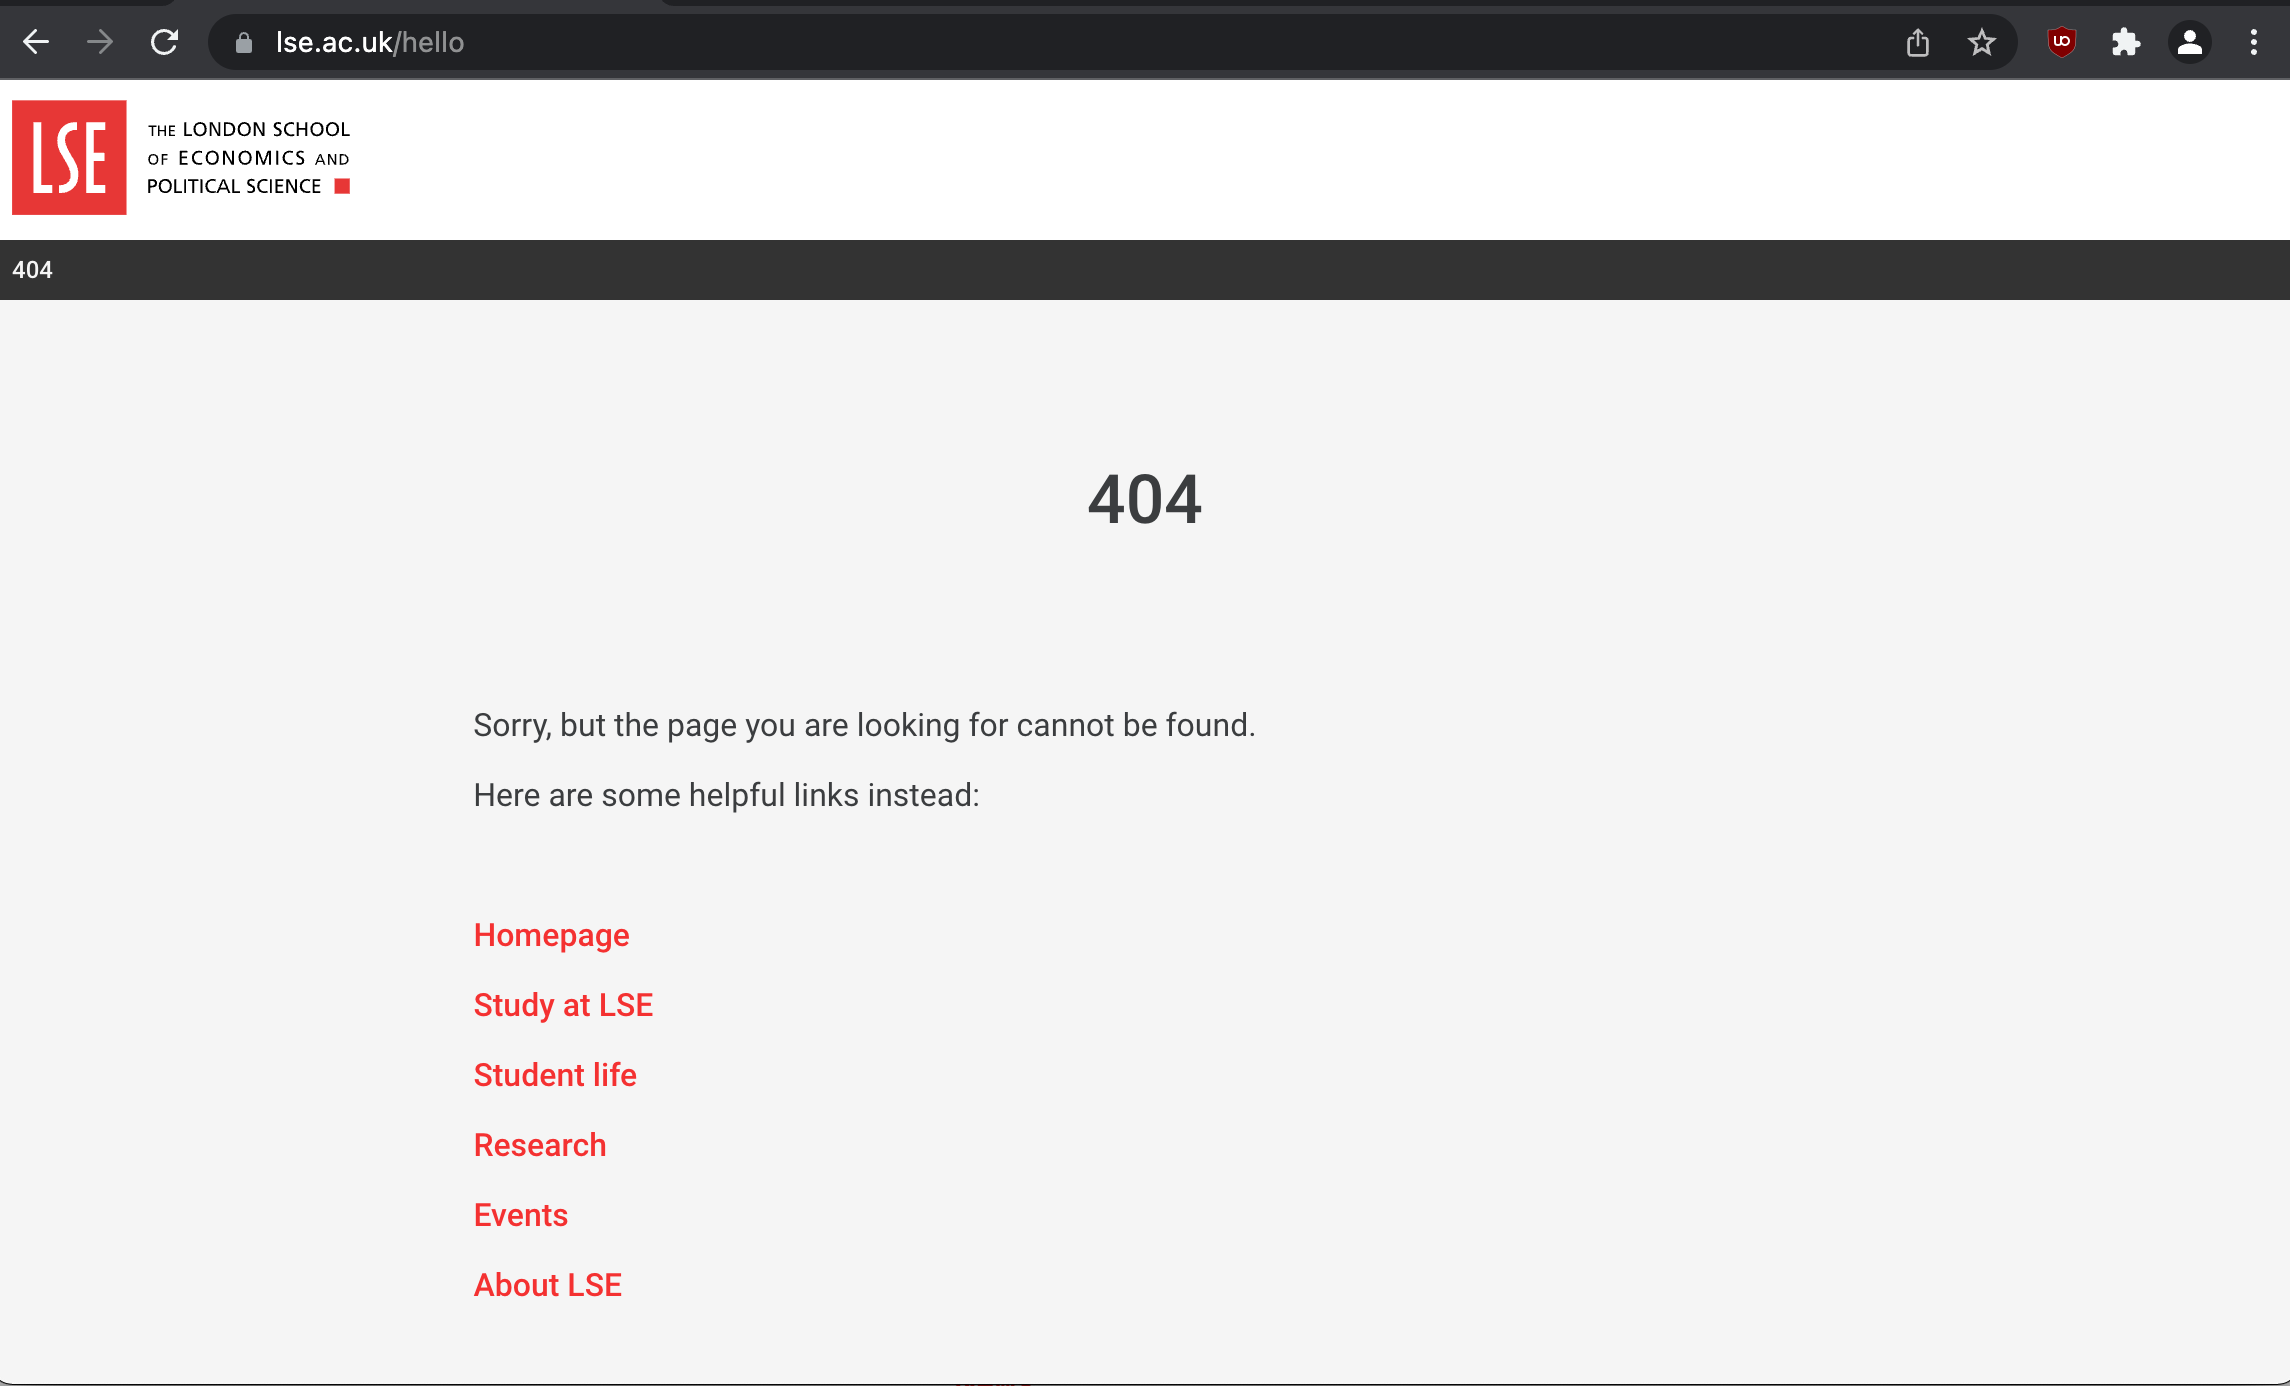 lse.ac.uk/hello
LSE
THE LONDON SCHOOL
OF ECONOMICS AND
POLITICAL SCIENCE
404
404
Sorry, but the page you are looking for cannot be found.
Here are some helpful links instead:
Homepage
Study at LSE
Student life
Research
Events
About LSE